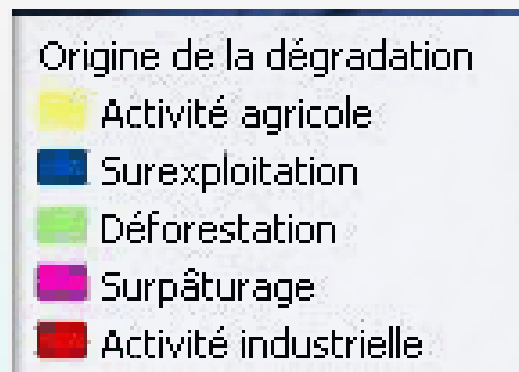 Origine de la dégradation
Activité agricole
Surexploitation
Déforestation
Surpâturage
Activité industrielle